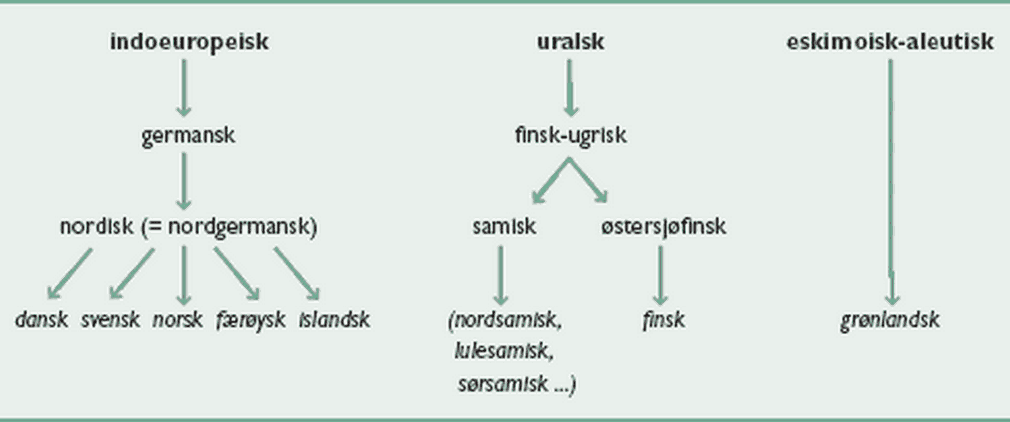 indoeuropeisk uralsk eskimoisk-aleutisk
germansk finsk-ugrisk
nordisk (= nordgermansk) samisk østersjøfinsk
dansk svensk norsk færøysk islandsk (nordsamisk, finsk grønlandsk
lulesamisk,
sørsamisk ...)